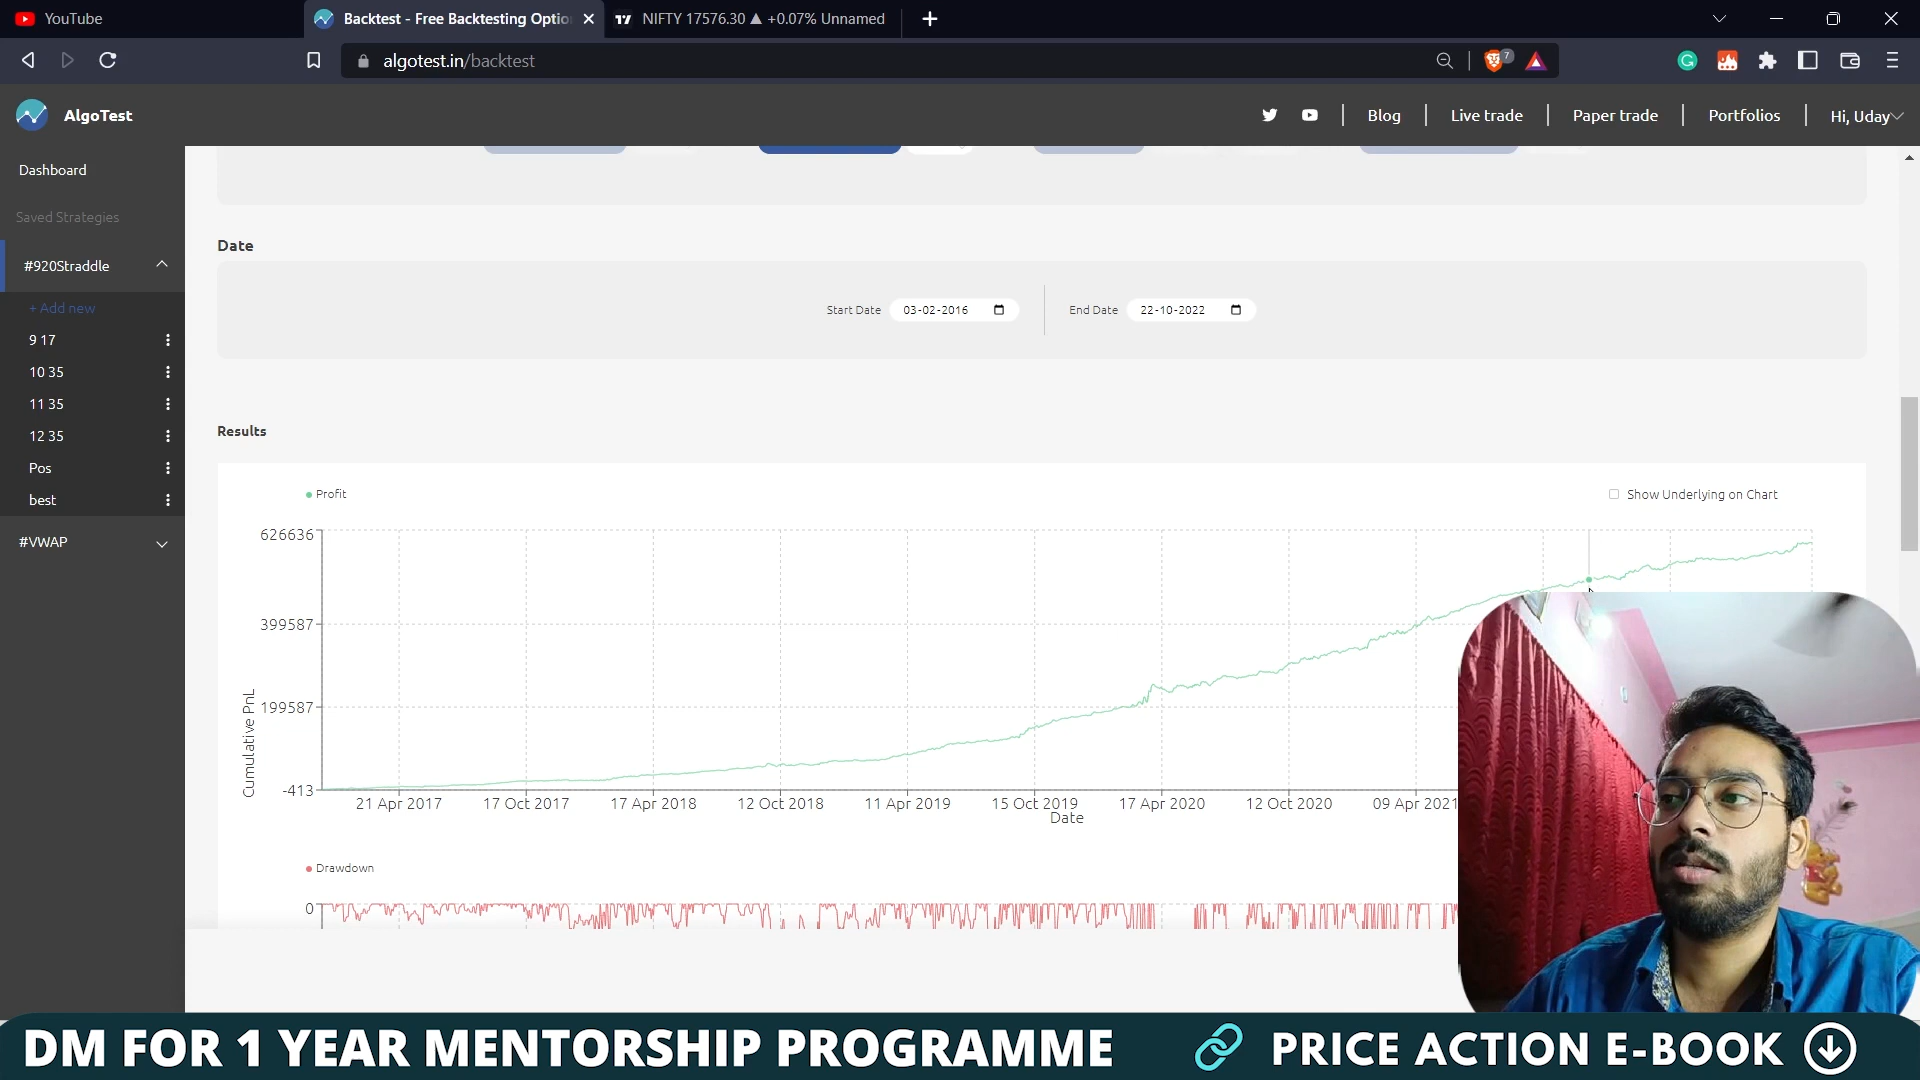 YouTube
Backtest - Free Backtesting Optio
NIFTY 17576.30 ▲ +0.07% Unnamed
algotest.in/backtest
7
AlgoTest
Blog
Live trade
Paper trade
Portfolios
Hi, Uday
Dashboard
Saved Strategies
#920Straddle
+ Add new
9 17
10 35
11 35
12 35
Pos
best
#VWAP
Date
Start Date 03-02-2016
End Date 22-10-2022
Results
Profit
Show Underlying on Chart
626636
399587
199587
-413
Cumulative PnL
21 Apr 2017 17 Oct 2017 17 Apr 2018 12 Oct 2018 11 Apr 2019 15 Oct 2019 17 Apr 2020 12 Oct 2020 09 Apr 2021
Date
Drawdown
0
DM FOR 1 YEAR MENTORSHIP PROGRAMME
PRICE ACTION E-BOOK